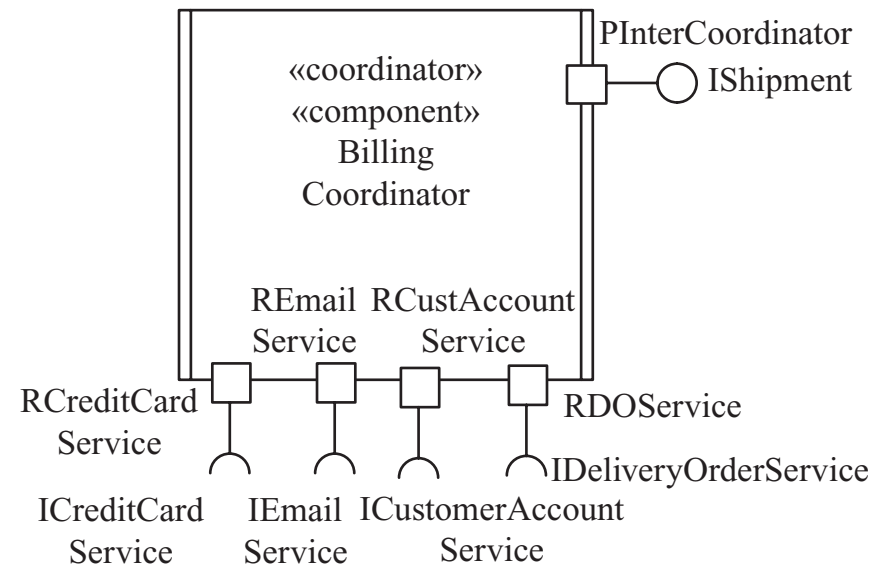 PInterCoordinator
IShipment
«coordinator»
«component»
Billing
Coordinator
REmail
Service
RCustAccount
Service
RCreditCard
Service
RDOService
IDeliveryOrderService
ICreditCard
Service
IEmail
Service
ICustomerAccount
Service